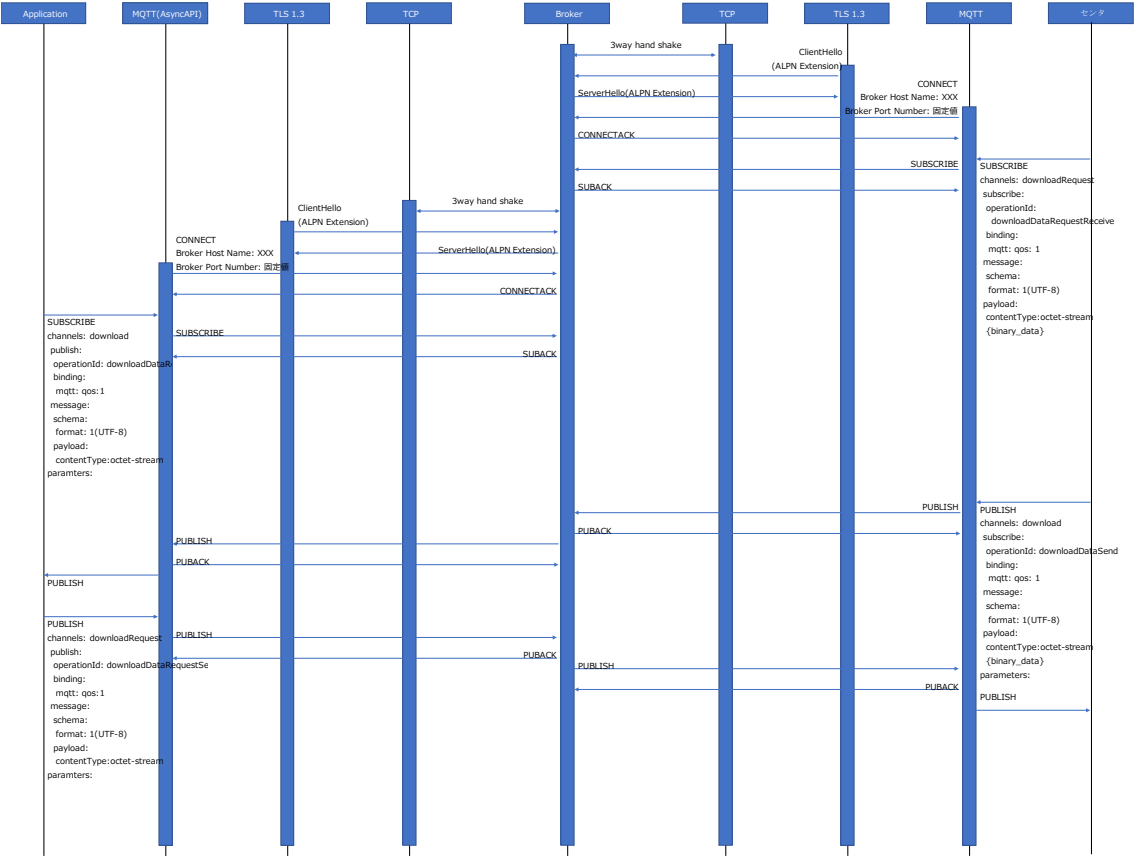 Application
MQTT(AsyncAPI)
TLS 1.3
TCP
Broker
TCP
TLS 1.3
MQTT
センタ
3way hand shake
ClientHello
(ALPN Extension)
ServerHello(ALPN Extension)
CONNECT
Broker Host Name: XXX
Broker Port Number: 固定値
CONNECTACK
SUBSCRIBE
SUBSCRIBE
channels: downloadRequest
subscribe:
operationId:
downloadDataRequestReceive
binding:
mqtt: qos: 1
message:
schema:
format: 1(UTF-8)
payload:
contentType:octet-stream
{binary_data}
SUBACK
3way hand shake
ClientHello
(ALPN Extension)
ServerHello(ALPN Extension)
CONNECT
Broker Host Name: XXX
Broker Port Number: 固定値
CONNECTACK
SUBSCRIBE
channels: download
publish:
operationId: downloadDataR
binding:
mqtt: qos:1
message:
schema:
format: 1(UTF-8)
payload:
contentType:octet-stream
paramters:
SUBSCRIBE
SUBACK
PUBLISH
PUBLISH
channels: download
subscribe:
operationId: downloadDataSend
binding:
mqtt: qos: 1
message:
schema:
format: 1(UTF-8)
payload:
contentType:octet-stream
{binary_data}
parameters:
PUBACK
PUBLISH
PUBACK
PUBLISH
PUBLISH
channels: downloadRequest
publish:
operationId: downloadDataRequestSe
binding:
mqtt: qos:1
message:
schema:
format: 1(UTF-8)
payload:
contentType:octet-stream
paramters:
PUBLISH
PUBACK
PUBLISH
PUBACK
PUBLISH